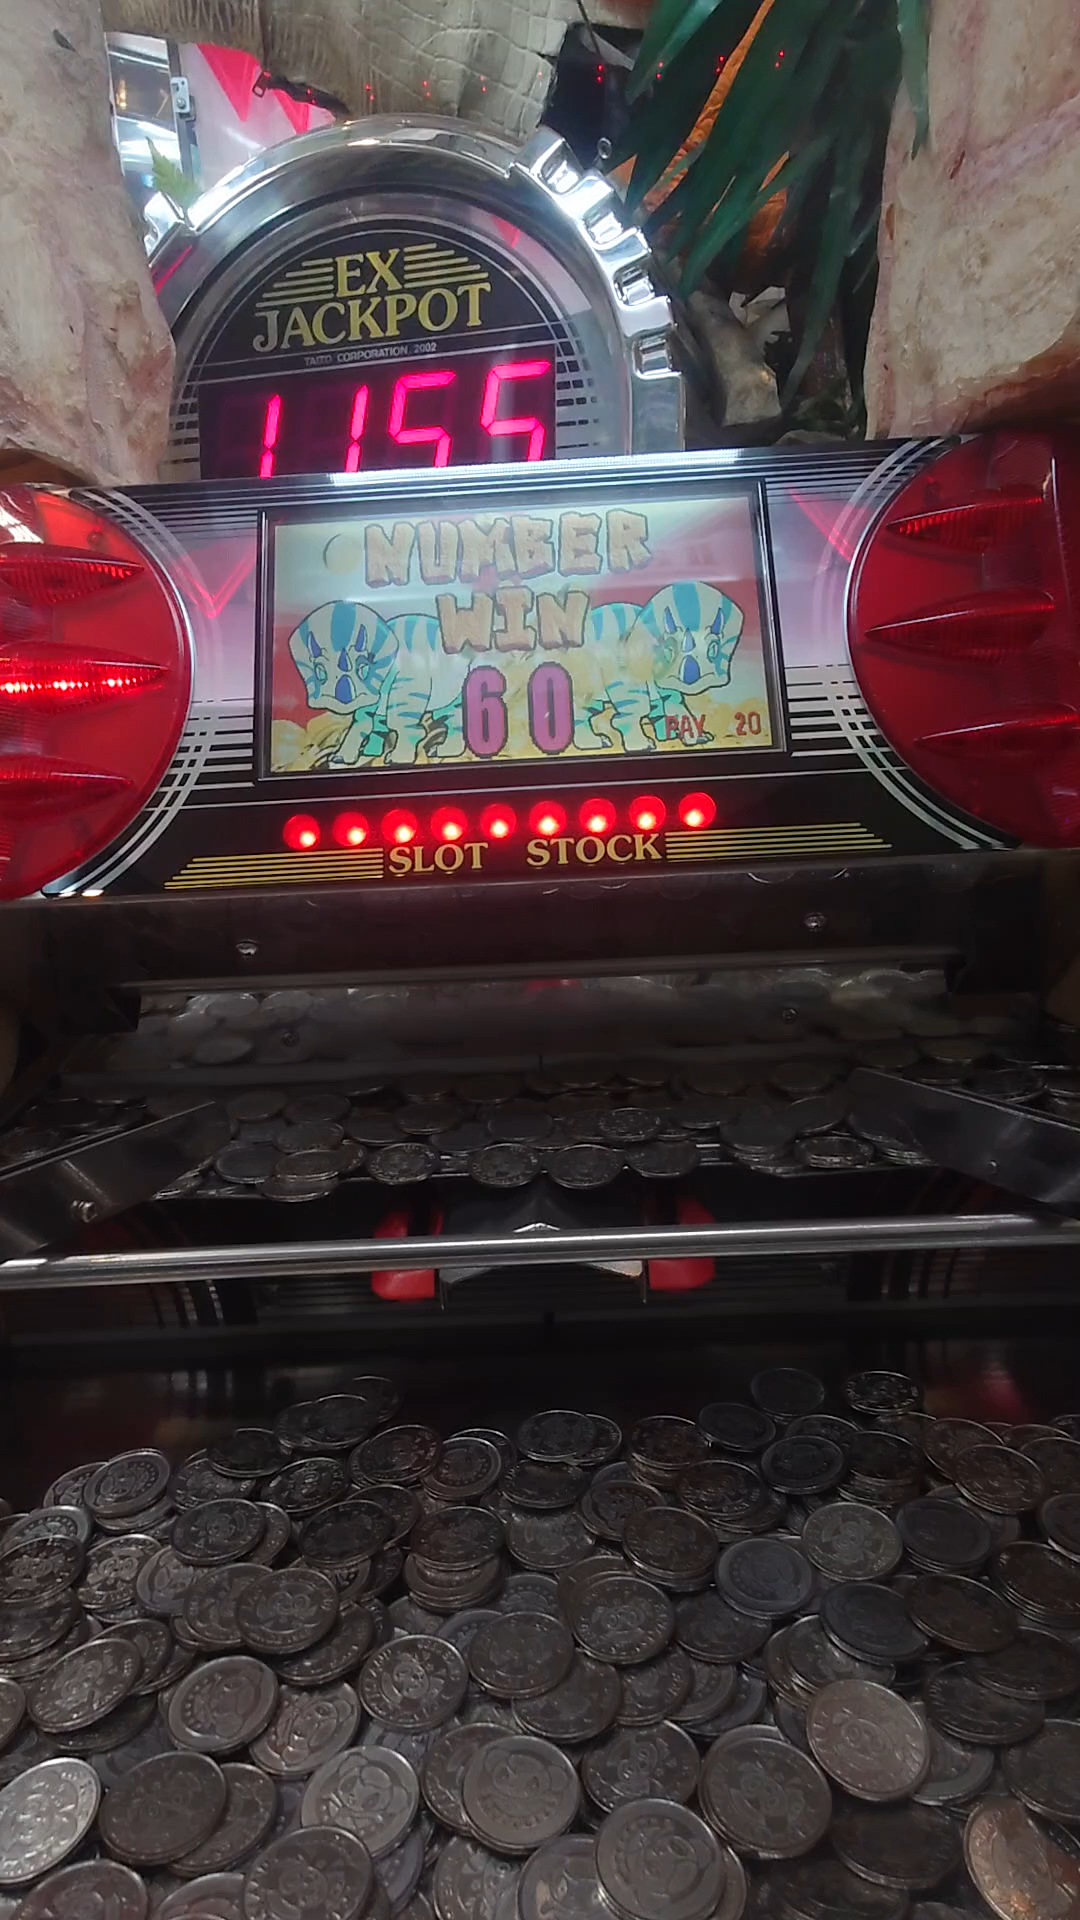 EX
JACKPOT
TAITO CORPORATION 2002
1155
NUMBER
WIN
60
PAY 20
SLOT STOCK